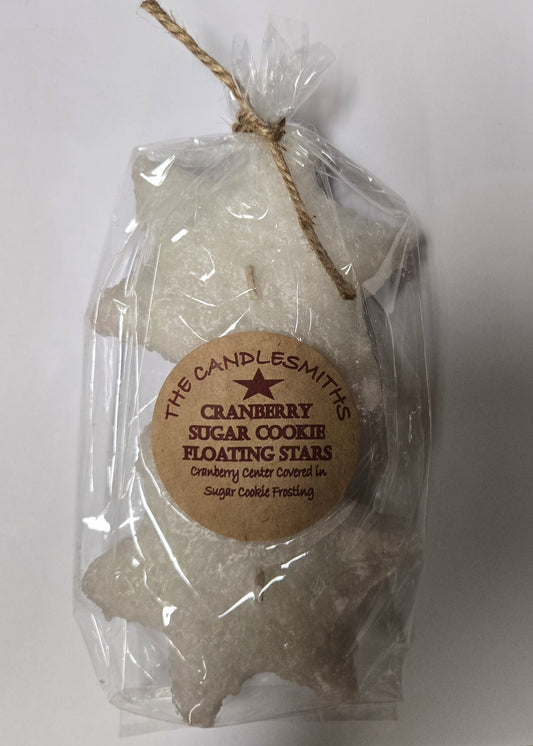 THE CANDLESMITHS
CRANBERRY
SUGAR COOKIE
FLOATING STARS
Cranberry Center Covered in
Sugar Cookie Frosting